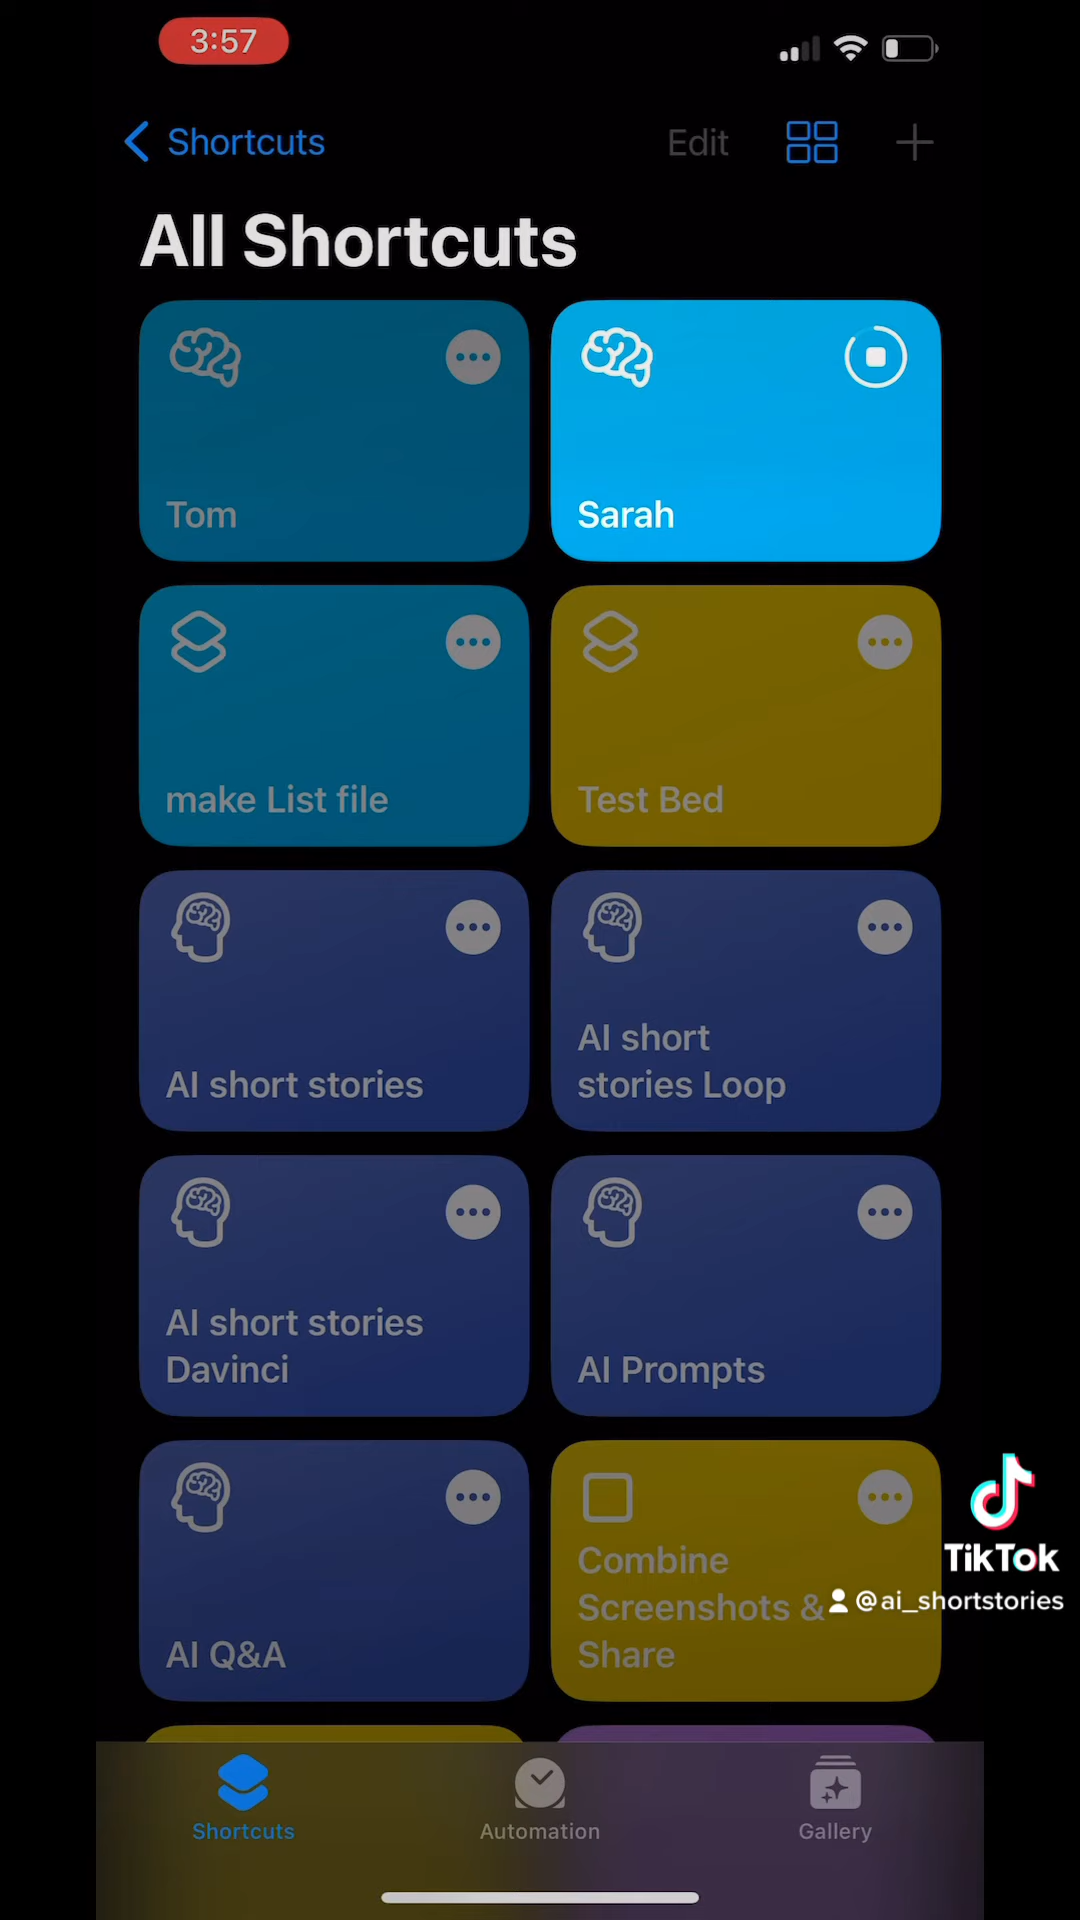 3:57
Shortcuts
Edit
All Shortcuts
Tom
Sarah
make List file
Test Bed
AI short stories
AI short
stories Loop
AI short stories
Davinci
AI Prompts
AI Q&A
Combine
Screenshots &
Share
TikTok
@ai_shortstories
Shortcuts
Automation
Gallery